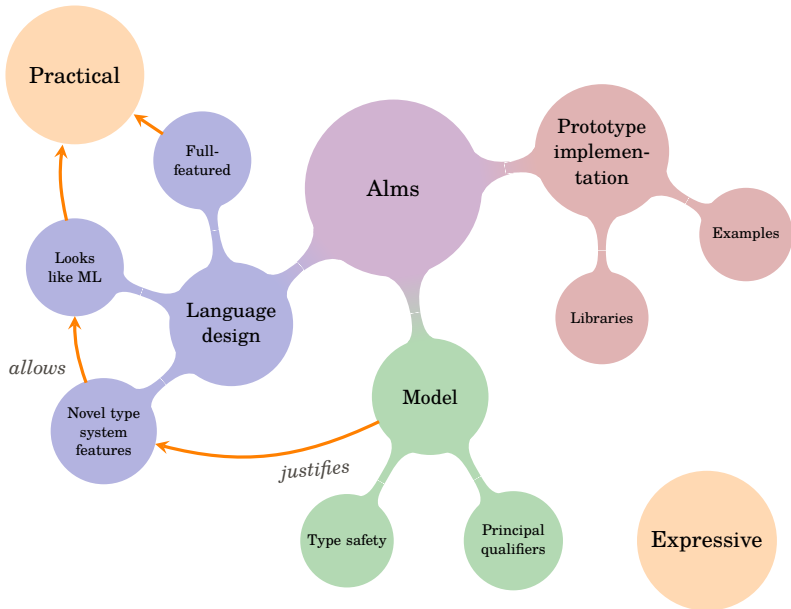 Practical
Full-
featured
Alms
Prototype
implemen-
tation
Examples
Looks
like ML
Language
design
Libraries
allows
Novel type
system
features
Model
justifies
Type safety
Principal
qualifiers
Expressive